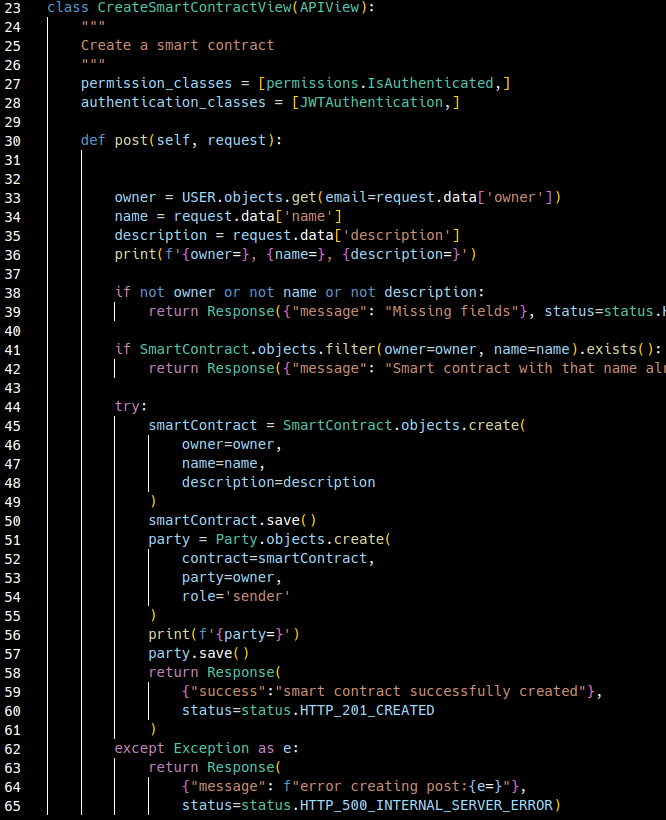 23 class CreateSmartContractView(APIView):
24     """
25     Create a smart contract
26     """
27     permission_classes = [permissions.IsAuthenticated,]
28     authentication_classes = [JWTAuthentication,]
29
30     def post(self, request):
31
32
33         owner = USER.objects.get(email=request.data['owner'])
34         name = request.data['name']
35         description = request.data['description']
36         print(f'{owner=}, {name=}, {description=}')
37
38         if not owner or not name or not description:
39             return Response({"message": "Missing fields"}, status=status.H
40
41         if SmartContract.objects.filter(owner=owner, name=name).exists():
42             return Response({"message": "Smart contract with that name alr
43
44         try:
45             smartContract = SmartContract.objects.create(
46                 owner=owner,
47                 name=name,
48                 description=description
49             )
50             smartContract.save()
51             party = Party.objects.create(
52                 contract=smartContract,
53                 party=owner,
54                 role='sender'
55             )
56             print(f'{party=}')
57             party.save()
58             return Response(
59                 {"success":"smart contract successfully created"},
60                 status=status.HTTP_201_CREATED
61             )
62         except Exception as e:
63             return Response(
64                 {"message": f"error creating post:{e=}"},
65                 status=status.HTTP_500_INTERNAL_SERVER_ERROR)